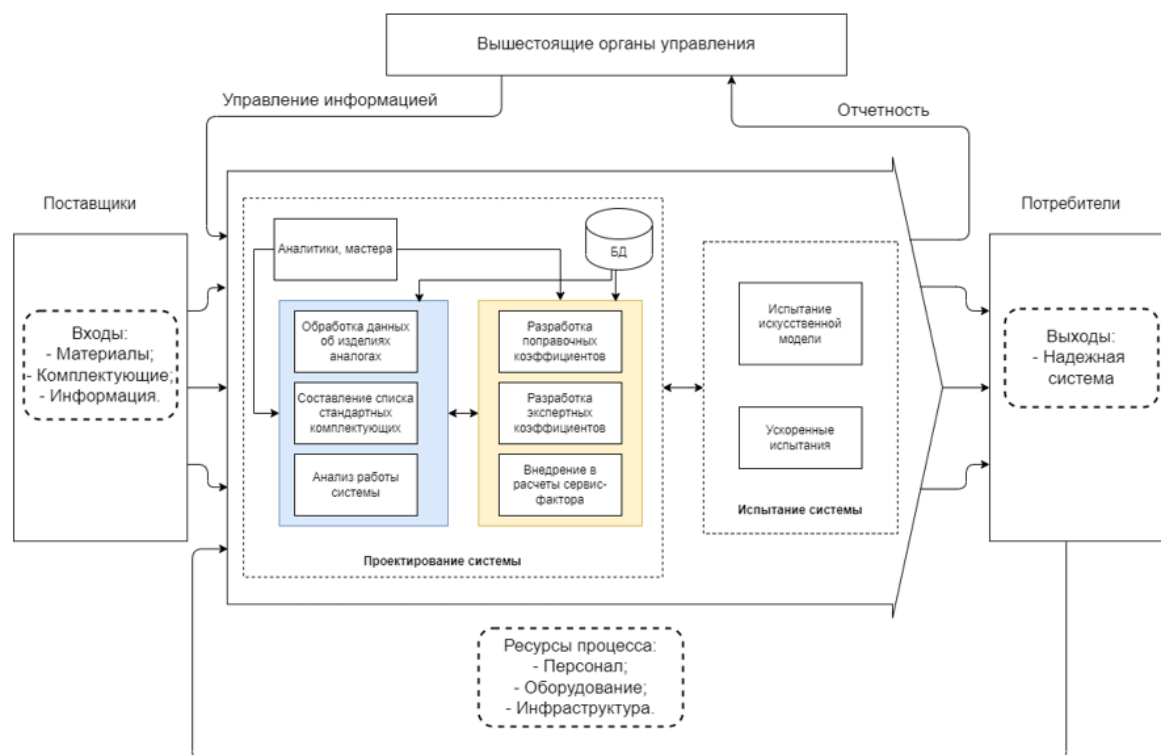 Вышестоящие органы управления
Управление информацией
Отчетность
Поставщики
Потребители
Входы:
- Материалы;
- Комплектующие;
- Информация.
Аналитики, мастера
БД
Обработка данных
об изделиях
аналогах
Составление списка
стандартных
комплектующих
Анализ работы
системы
Разработка
поправочных
коэффициентов
Разработка
экспертных
коэффициентов
Внедрение в
расчеты сервис-
фактора
Проектирование системы
Испытание
искусственной
модели
Ускоренные
испытания
Испытание системы
Выходы:
- Надежная
система
Ресурсы процесса:
- Персонал;
- Оборудование;
- Инфраструктура.